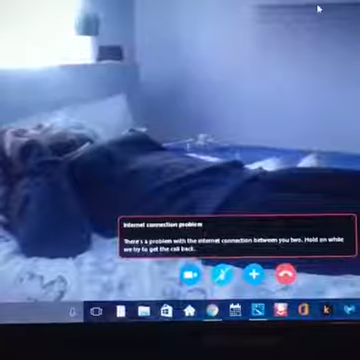 Internet connection problem
There's a problem with the internet connection between you two. Hold on while
we try to get the call back.